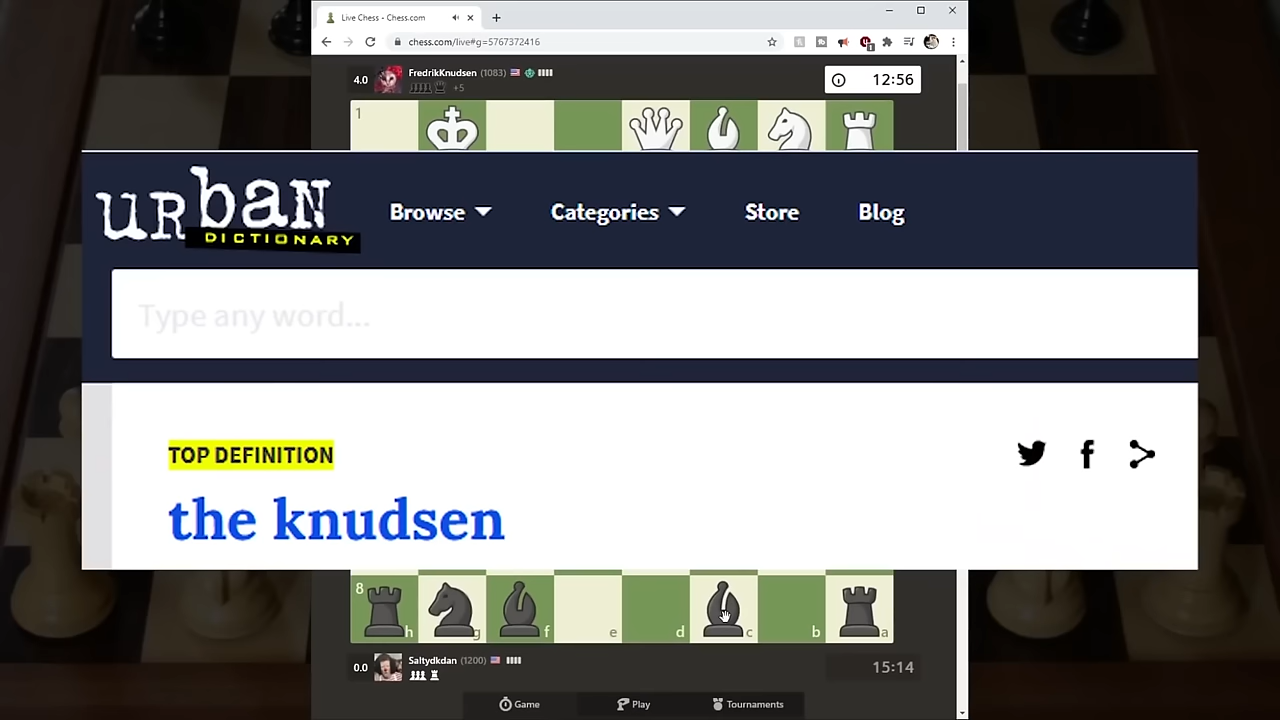 Live Chess - Chess.com
chess.com/live#g=5767372416
1
4.0 FredrikKnudsen (1083)
+5
12:56
1
urban
DICTIONARY
Browse
Categories
Store
Blog
Type any word...
TOP DEFINITION
the knudsen
8
h g f e d c b a
0.0 Saltydkdan (1200)
15:14
Game
Play
Tournaments